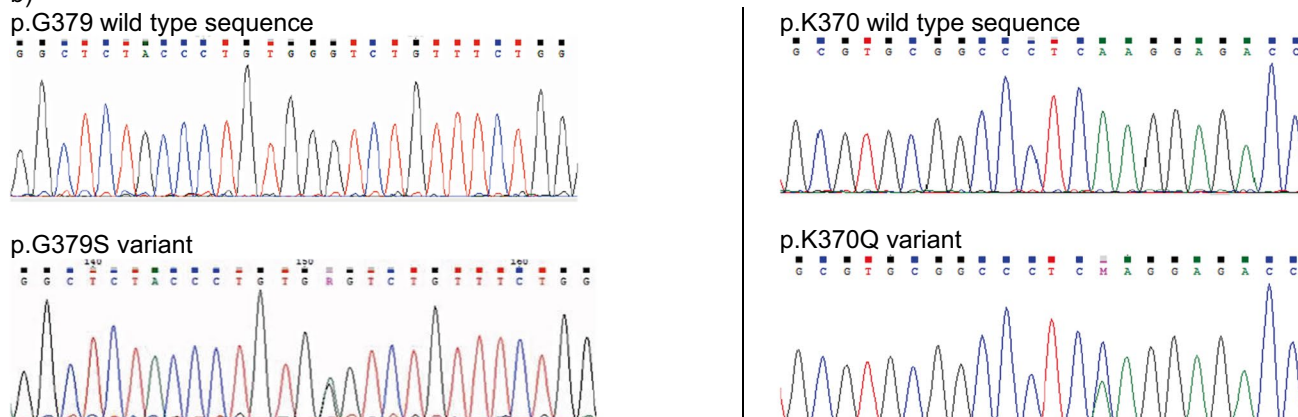 b)
p.G379 wild type sequence
G G C T C T A C C C T G T G G G T C T G T T T C T G G
p.G379S variant
140 150 160
G G C T C T A C C C T G T G R G T C T G T T T C T G G
p.K370 wild type sequence
G C G T G C G G C C C T C A A G G A G A C C
p.K370Q variant
G C G T G C G G C C C T C M A G G A G A C C